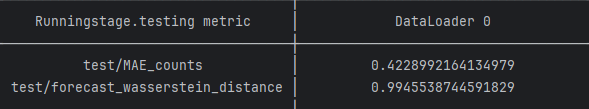 Runningstage.testing metric DataLoader 0
test/MAE_counts 0.4228992164134979
test/forecast_wasserstein_distance 0.9945538744591829